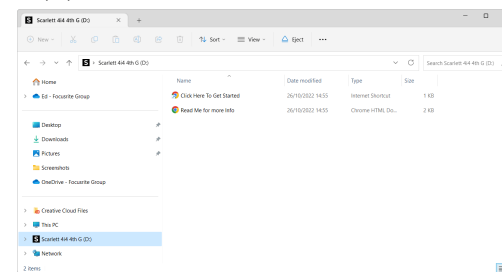 Scarlett 4i4 4th G (D:)
New Sort View Eject
Scarlett 4i4 4th G (D:) Search Scarlett 4i4 4th G (D:)
Name Date modified Type Size
Home
Click Here To Get Started 26/10/2022 14:55 Internet Shortcut 1 KB
Ed - Focusrite Group
Read Me for more Info 26/10/2022 14:55 Chrome HTML Do... 2 KB
Desktop
Downloads
Pictures
Screenshots
OneDrive - Focusrite Group
Creative Cloud Files
This PC
Scarlett 4i4 4th G (D:)
Network
2 items